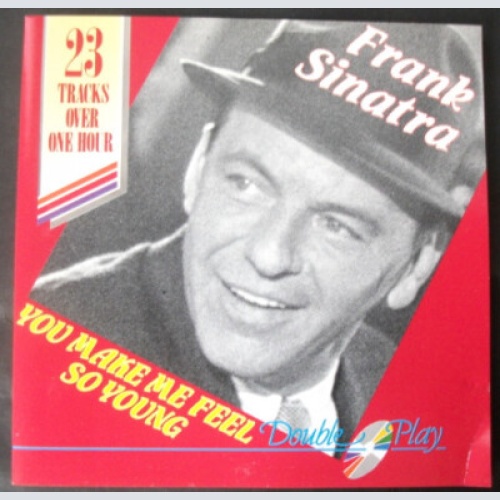 23
TRACKS
OVER
ONE HOUR
Frank
Sinatra
YOU MAKE ME FEEL
SO YOUNG
Double Play